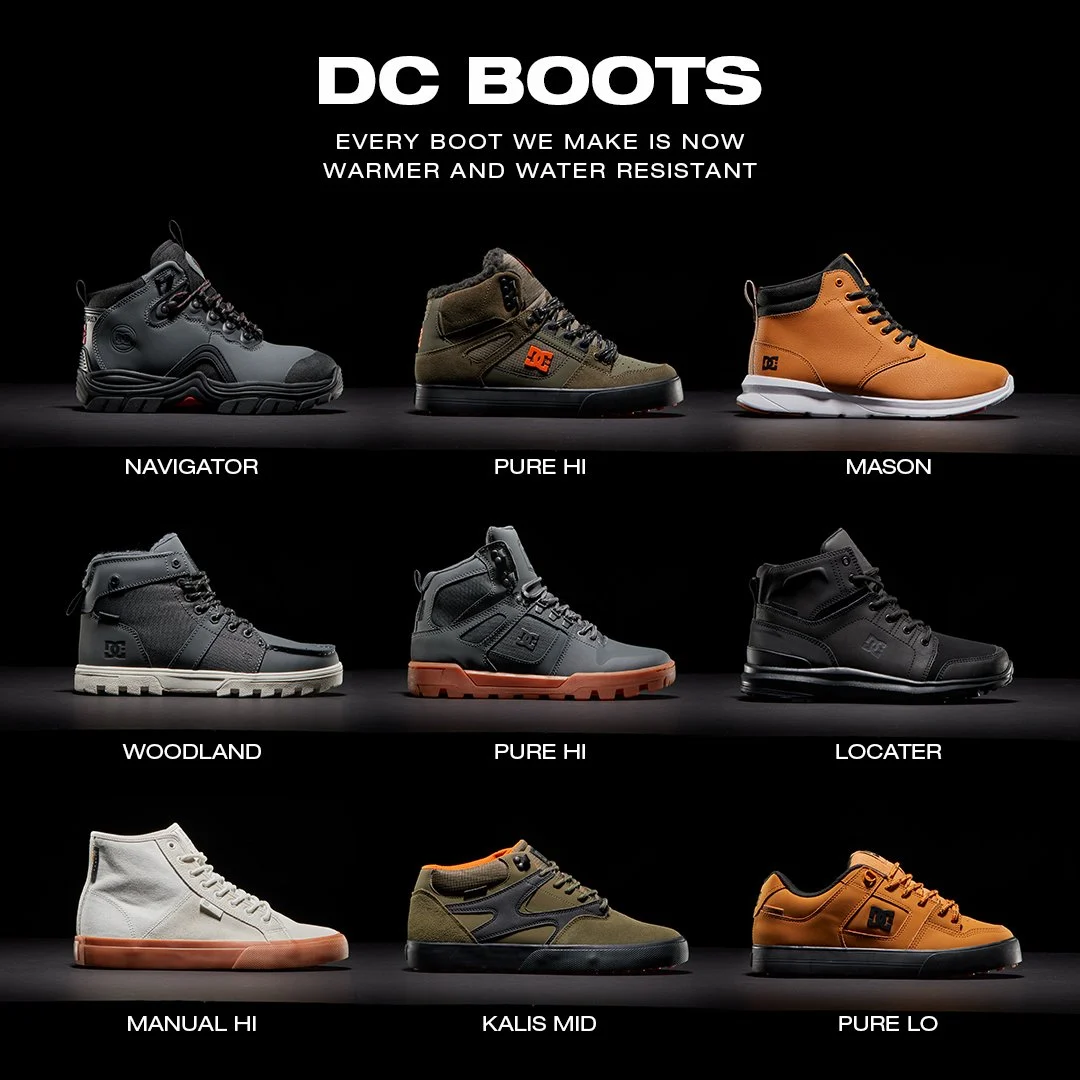 DC BOOTS
EVERY BOOT WE MAKE IS NOW
WARMER AND WATER RESISTANT
NAVIGATOR
PURE HI
MASON
WOODLAND
PURE HI
LOCATER
MANUAL HI
KALIS MID
PURE LO